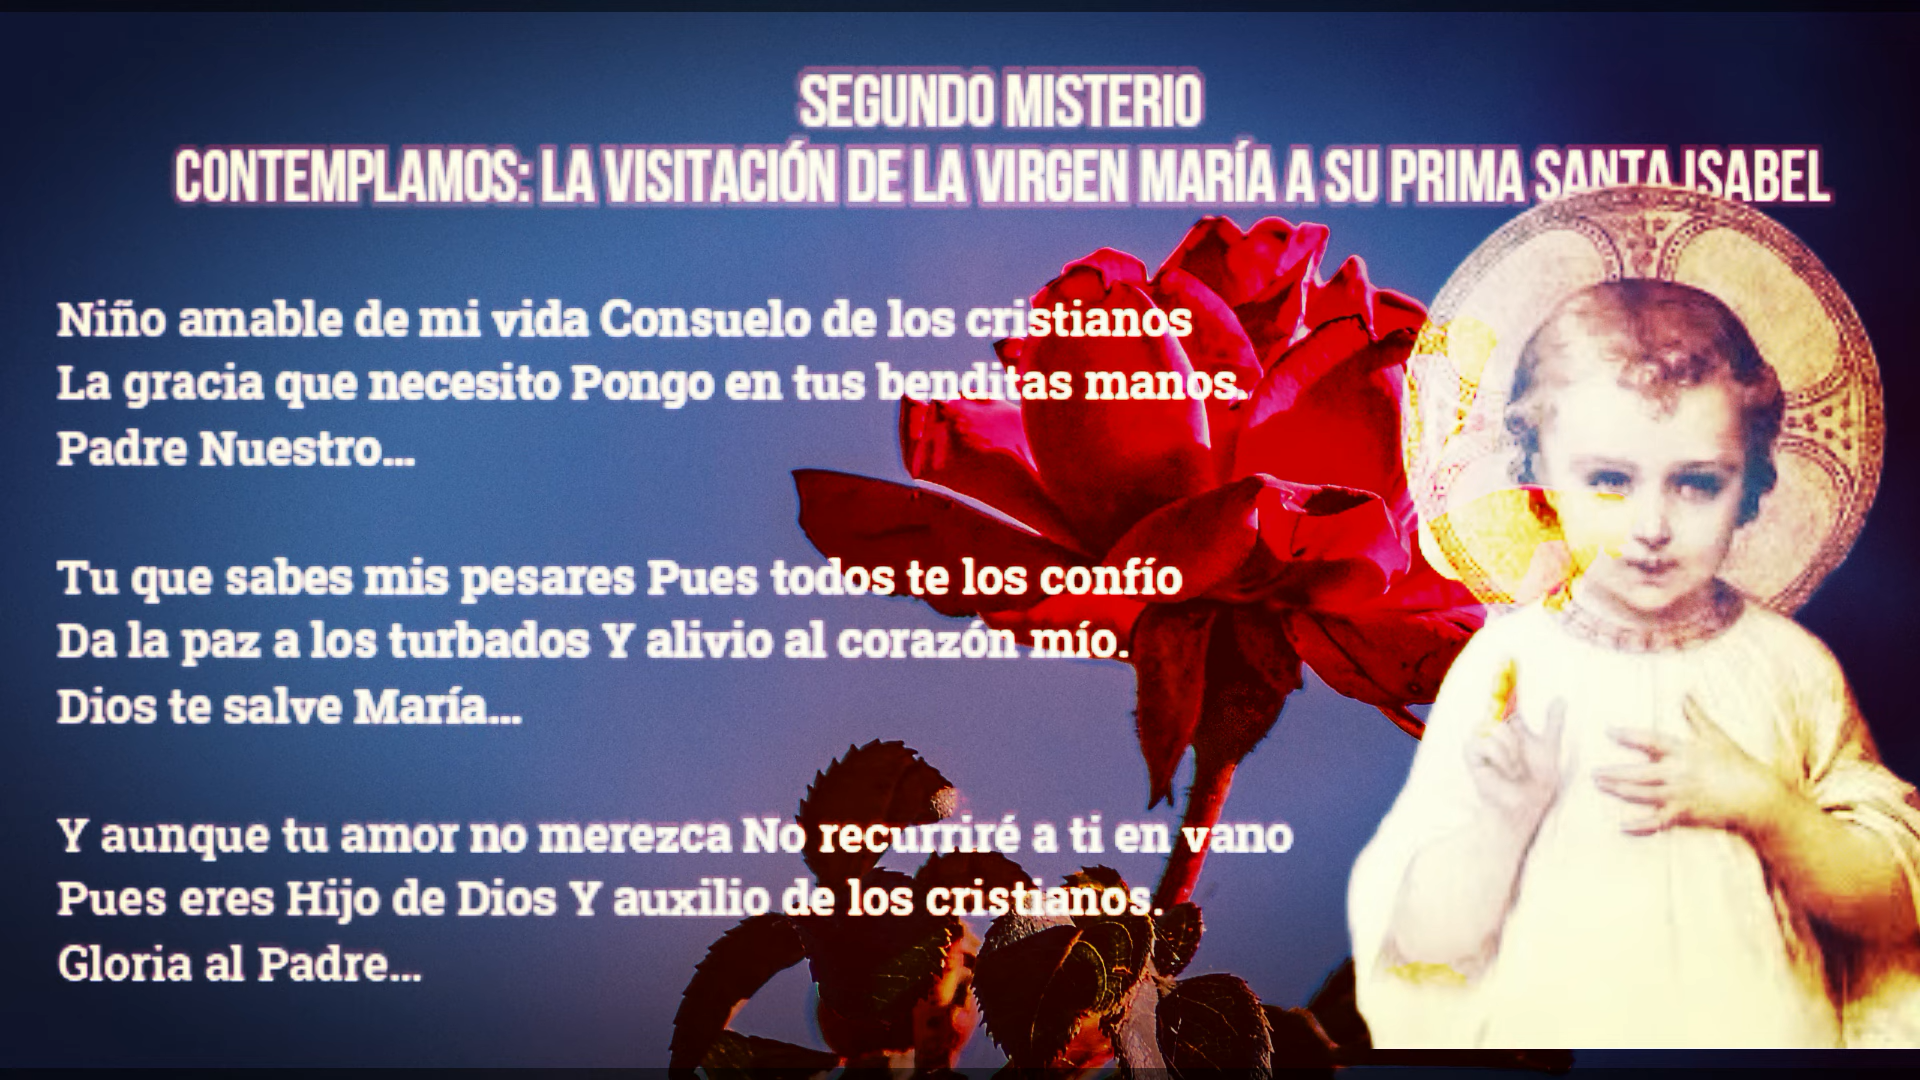 SEGUNDO MISTERIO
CONTEMPLAMOS: LA VISITACIÓN DE LA VIRGEN MARÍA A SU PRIMA SANTA ISABEL
Niño amable de mi vida Consuelo de los cristianos
La gracia que necesito Pongo en tus benditas manos.
Padre Nuestro...
Tu que sabes mis pesares Pues todos te los confío
Da la paz a los turbados Y alivio al corazón mío.
Dios te salve María...
Y aunque tu amor no merezca No recurriré a ti en vano
Pues eres Hijo de Dios Y auxilio de los cristianos.
Gloria al Padre...